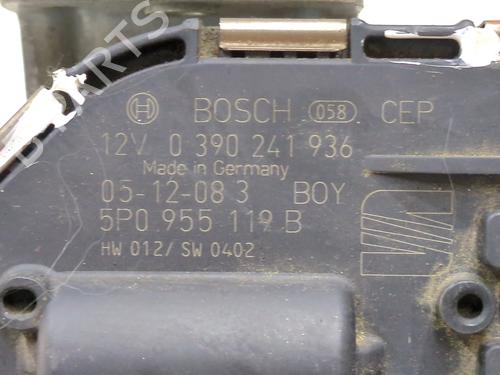 BOSCH 058 CEP
12V 0 390 241 936
Made in Germany
05-12-08 3 BOY
5P0 955 119 B
HW 012/ SW 0402